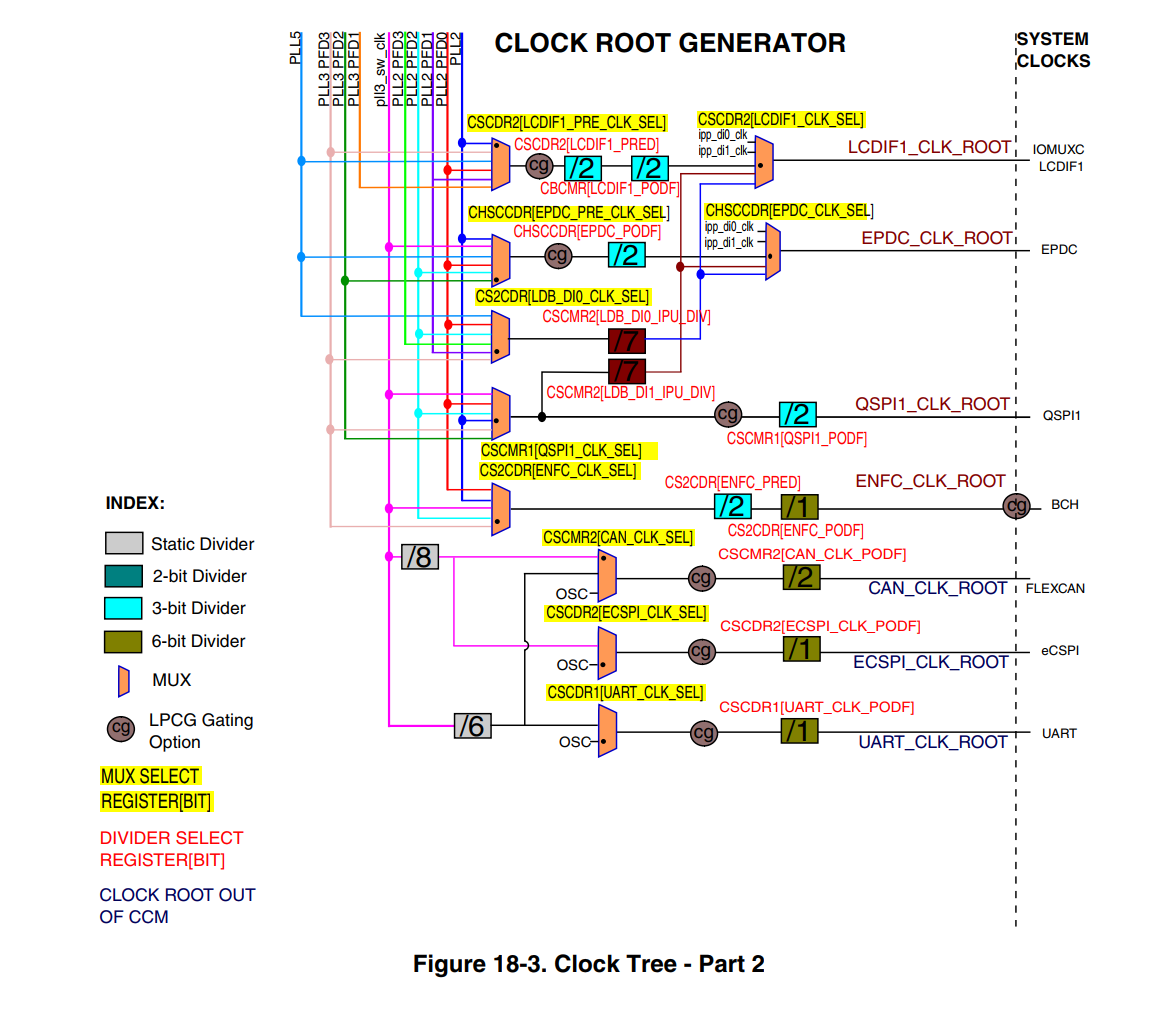 CLOCK ROOT GENERATOR
SYSTEM
CLOCKS
PLL5
PLL3 PFD3
PLL3 PFD2
PLL3 PFD1
pll3_sw_clk
PLL2 PFD3
PLL2 PFD2
PLL2 PFD1
PLL2 PFD0
PLL2
CSCDR2[LCDIF1_PRE_CLK_SEL]
CSCDR2[LCDIF1_CLK_SEL]
ipp_di0_clk
ipp_di1_clk
CSCDR2[LCDIF1_PRED]
cg
/2
/2
CBCMR[LCDIF1_PODF]
LCDIF1_CLK_ROOT
IOMUXC
LCDIF1
CHSCCDR[EPDC_PRE_CLK_SEL]
CHSCCDR[EPDC_CLK_SEL]
ipp_di0_clk
ipp_di1_clk
CHSCCDR[EPDC_PODF]
cg
/2
EPDC_CLK_ROOT
EPDC
CS2CDR[LDB_DI0_CLK_SEL]
CSCMR2[LDB_DI0_IPU_DIV]
/7
/7
CSCMR2[LDB_DI1_IPU_DIV]
cg
/2
QSPI1_CLK_ROOT
QSPI1
CSCMR1[QSPI1_PODF]
CSCMR1[QSPI1_CLK_SEL]
CS2CDR[ENFC_CLK_SEL]
CS2CDR[ENFC_PRED]
/2
/1
CS2CDR[ENFC_PODF]
ENFC_CLK_ROOT
cg
BCH
/8
CSCMR2[CAN_CLK_SEL]
OSC
cg
CSCMR2[CAN_CLK_PODF]
/2
CAN_CLK_ROOT
FLEXCAN
CSCDR2[ECSPI_CLK_SEL]
OSC
cg
CSCDR2[ECSPI_CLK_PODF]
/1
ECSPI_CLK_ROOT
eCSPI
CSCDR1[UART_CLK_SEL]
/6
OSC
cg
CSCDR1[UART_CLK_PODF]
/1
UART_CLK_ROOT
UART
INDEX:
Static Divider
2-bit Divider
3-bit Divider
6-bit Divider
MUX
cg
LPCG Gating
Option
MUX SELECT
REGISTER[BIT]
DIVIDER SELECT
REGISTER[BIT]
CLOCK ROOT OUT
OF CCM
Figure 18-3. Clock Tree - Part 2